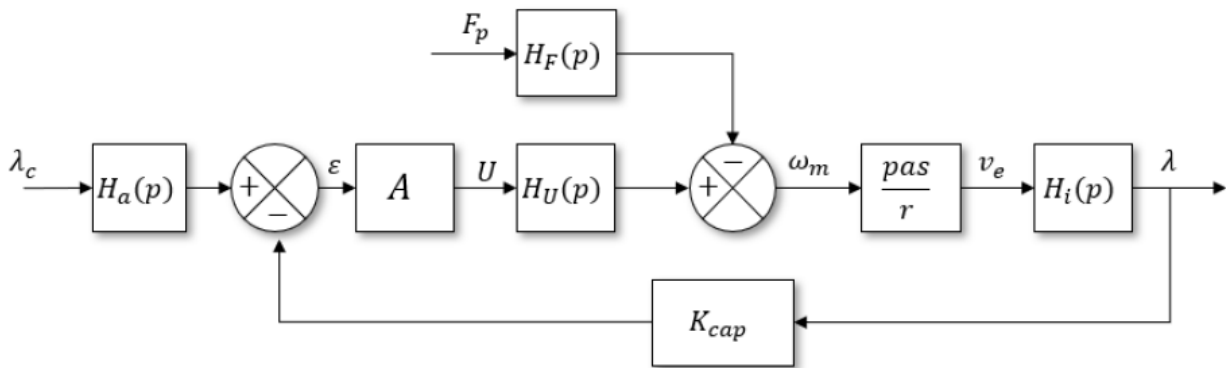 F_p
H_F(p)
λ_c
H_a(p)
+
−
ε
A
U
H_U(p)
−
+
ω_m
pas
r
v_e
H_i(p)
λ
K_cap